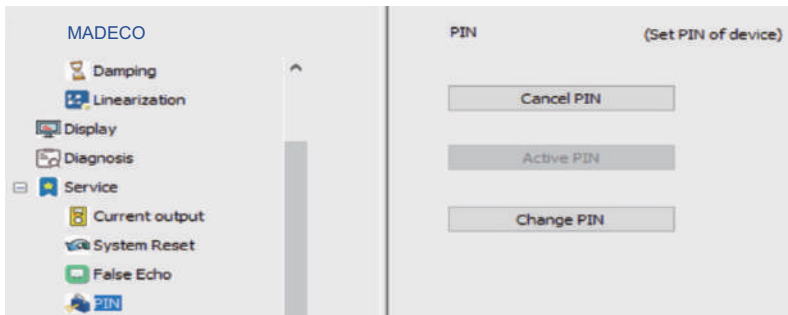 MADECO
Damping
Linearization
Display
Diagnosis
Service
Current output
System Reset
False Echo
PIN
PIN (Set PIN of device)
Cancel PIN
Active PIN
Change PIN